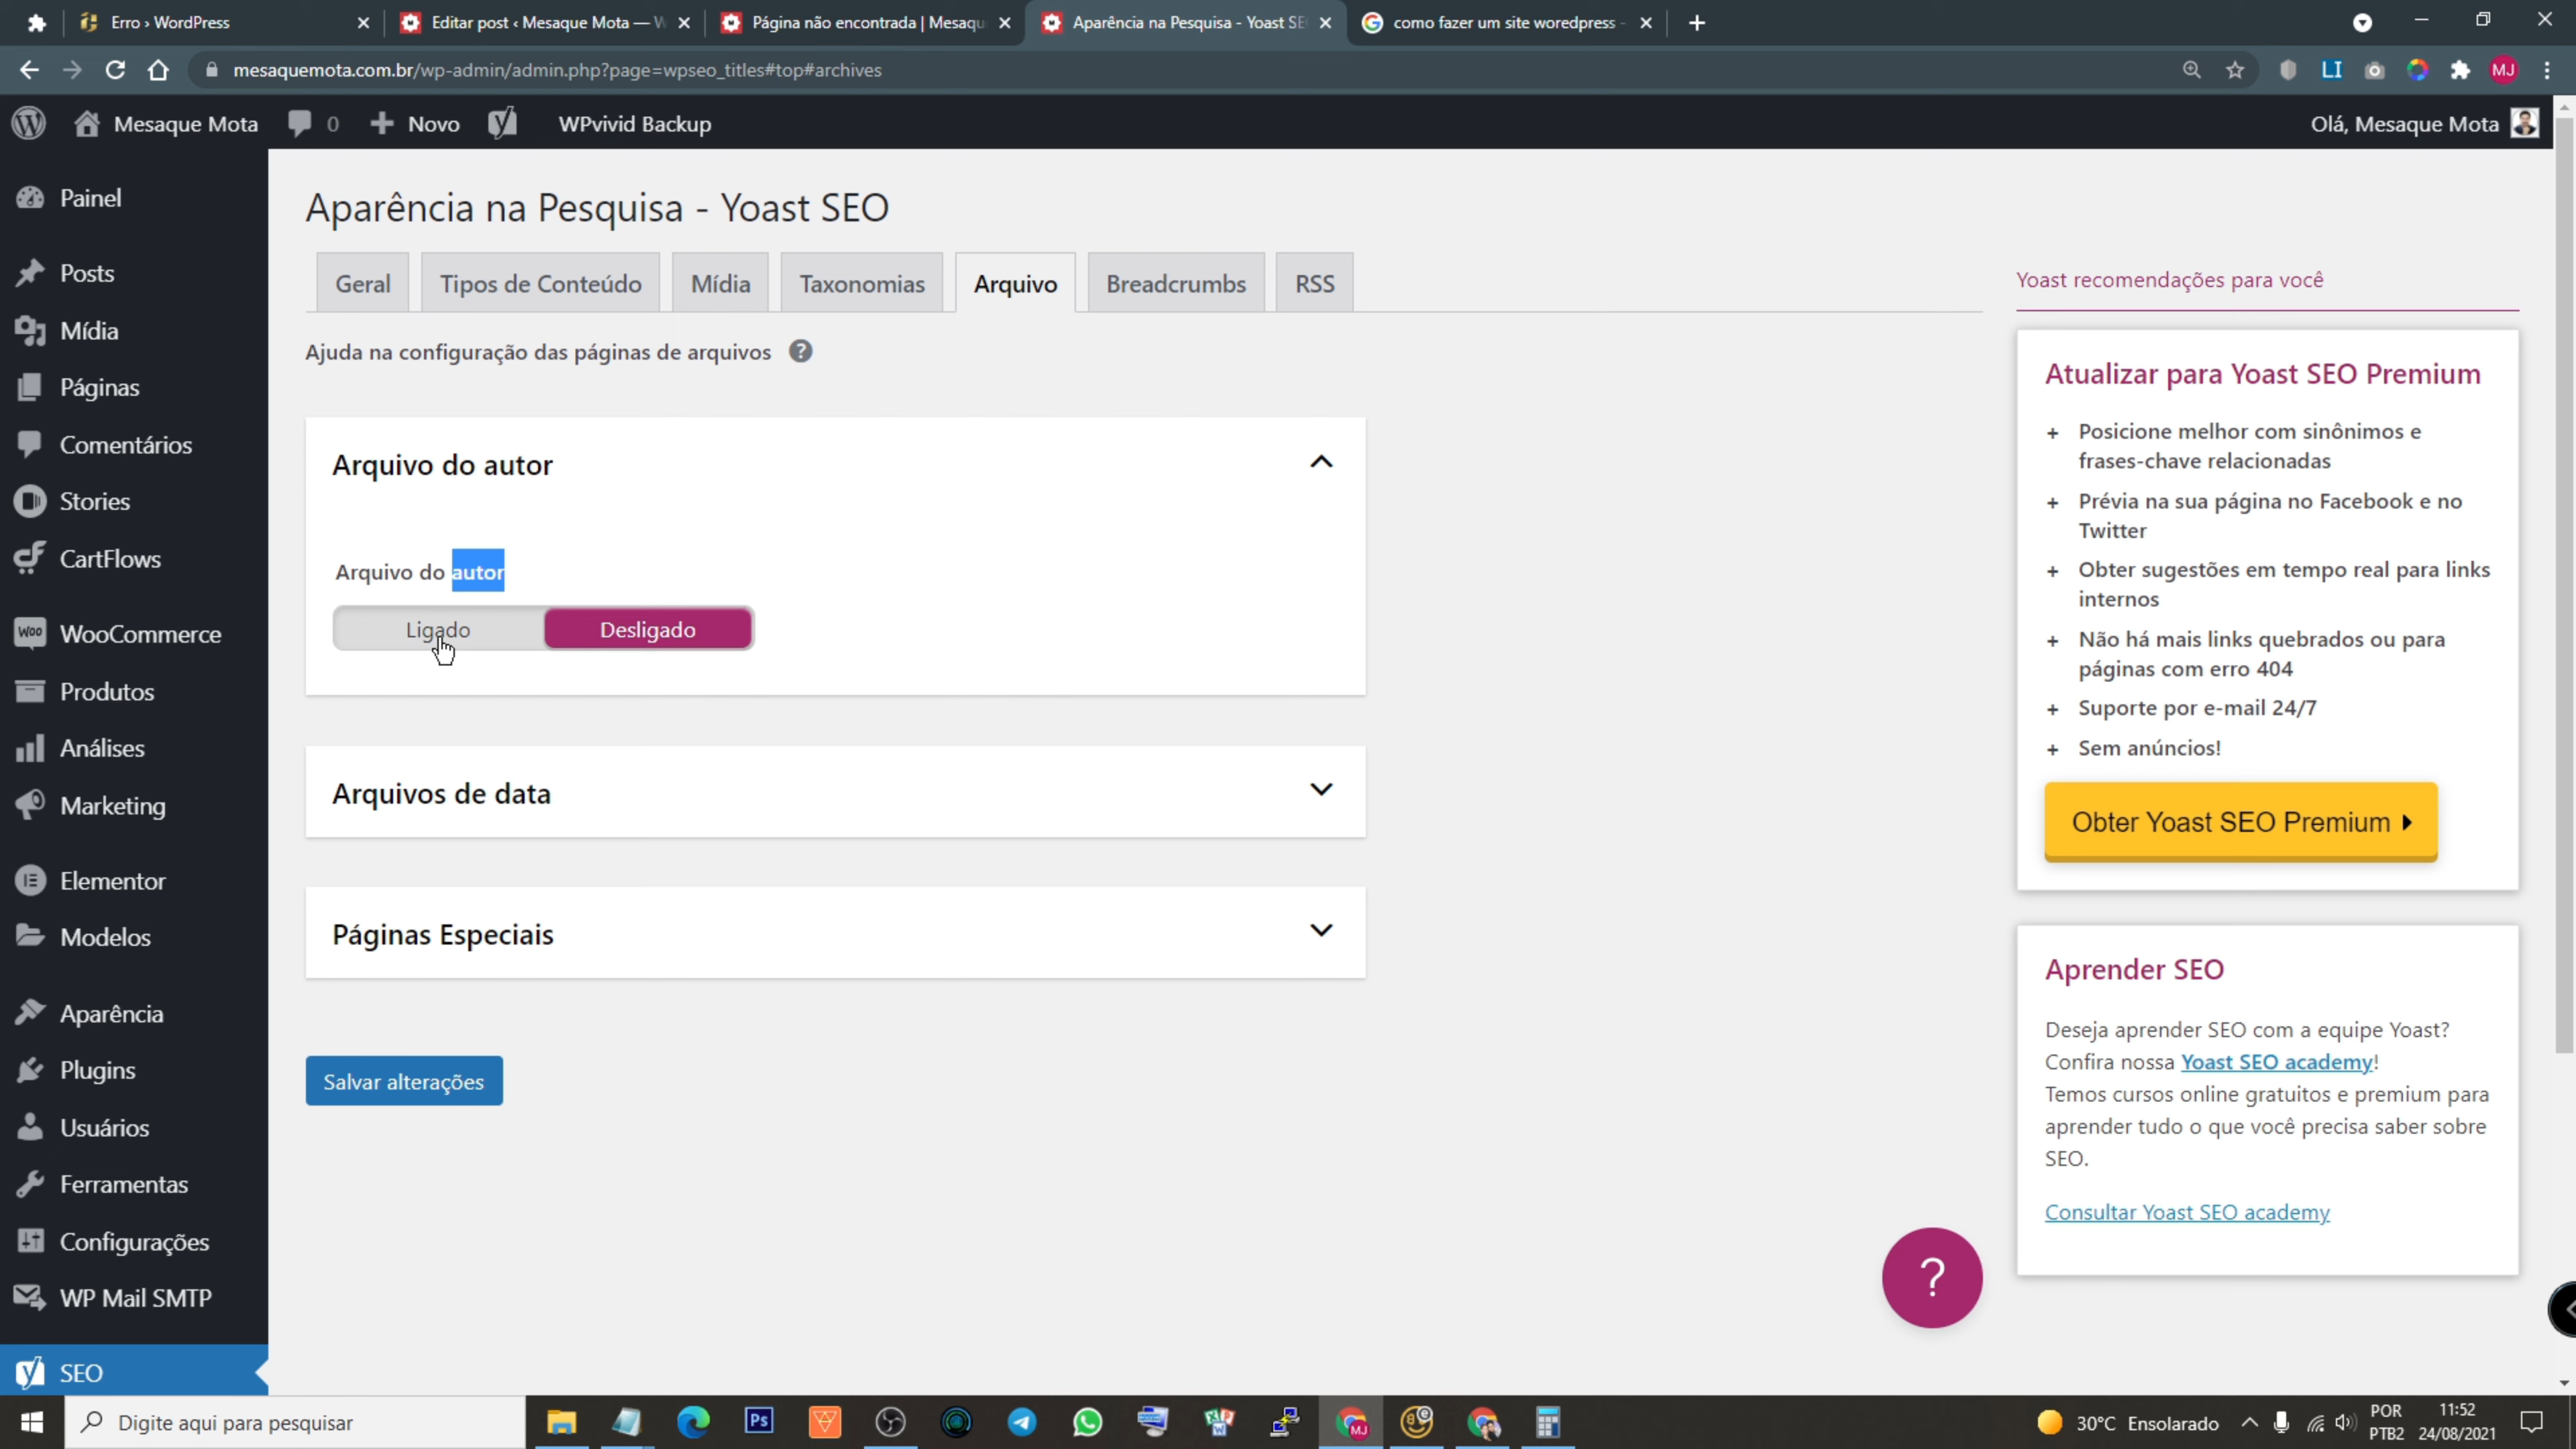 Ero › WordPress
Editar post ‹ Mesaque Mota — W
Página não encontrada | Mesaqu
Aparência na Pesquisa - Yoast SE
como fazer um site woredpress -
mesaquemota.com.br/wp-admin/admin.php?page=wpseo_titles#top#archives
LI
MJ
Mesaque Mota
0
Novo
WPvivid Backup
Olá, Mesaque Mota
Painel
Posts
Mídia
Páginas
Comentários
Stories
CartFlows
Woo
WooCommerce
Produtos
Análises
Marketing
Elementor
Modelos
Aparência
Plugins
Usuários
Ferramentas
Configurações
WP Mail SMTP
SEO
Aparência na Pesquisa - Yoast SEO
Geral
Tipos de Conteúdo
Mídia
Taxonomias
Arquivo
Breadcrumbs
RSS
Ajuda na configuração das páginas de arquivos ?
Arquivo do autor
Arquivo do autor
Ligado
Desligado
Arquivos de data
Páginas Especiais
Salvar alterações
Yoast recomendações para você
Atualizar para Yoast SEO Premium
+ Posicione melhor com sinônimos e
frases-chave relacionadas
+ Prévia na sua página no Facebook e no
Twitter
+ Obter sugestões em tempo real para links
internos
+ Não há mais links quebrados ou para
páginas com erro 404
+ Suporte por e-mail 24/7
+ Sem anúncios!
Obter Yoast SEO Premium
Aprender SEO
Deseja aprender SEO com a equipe Yoast?
Confira nossa Yoast SEO academy!
Temos cursos online gratuitos e premium para
aprender tudo o que você precisa saber sobre
SEO.
Consultar Yoast SEO academy
?
Digite aqui para pesquisar
Ps
MJ
30°C Ensolarado
POR
PTB2
11:52
24/08/2021